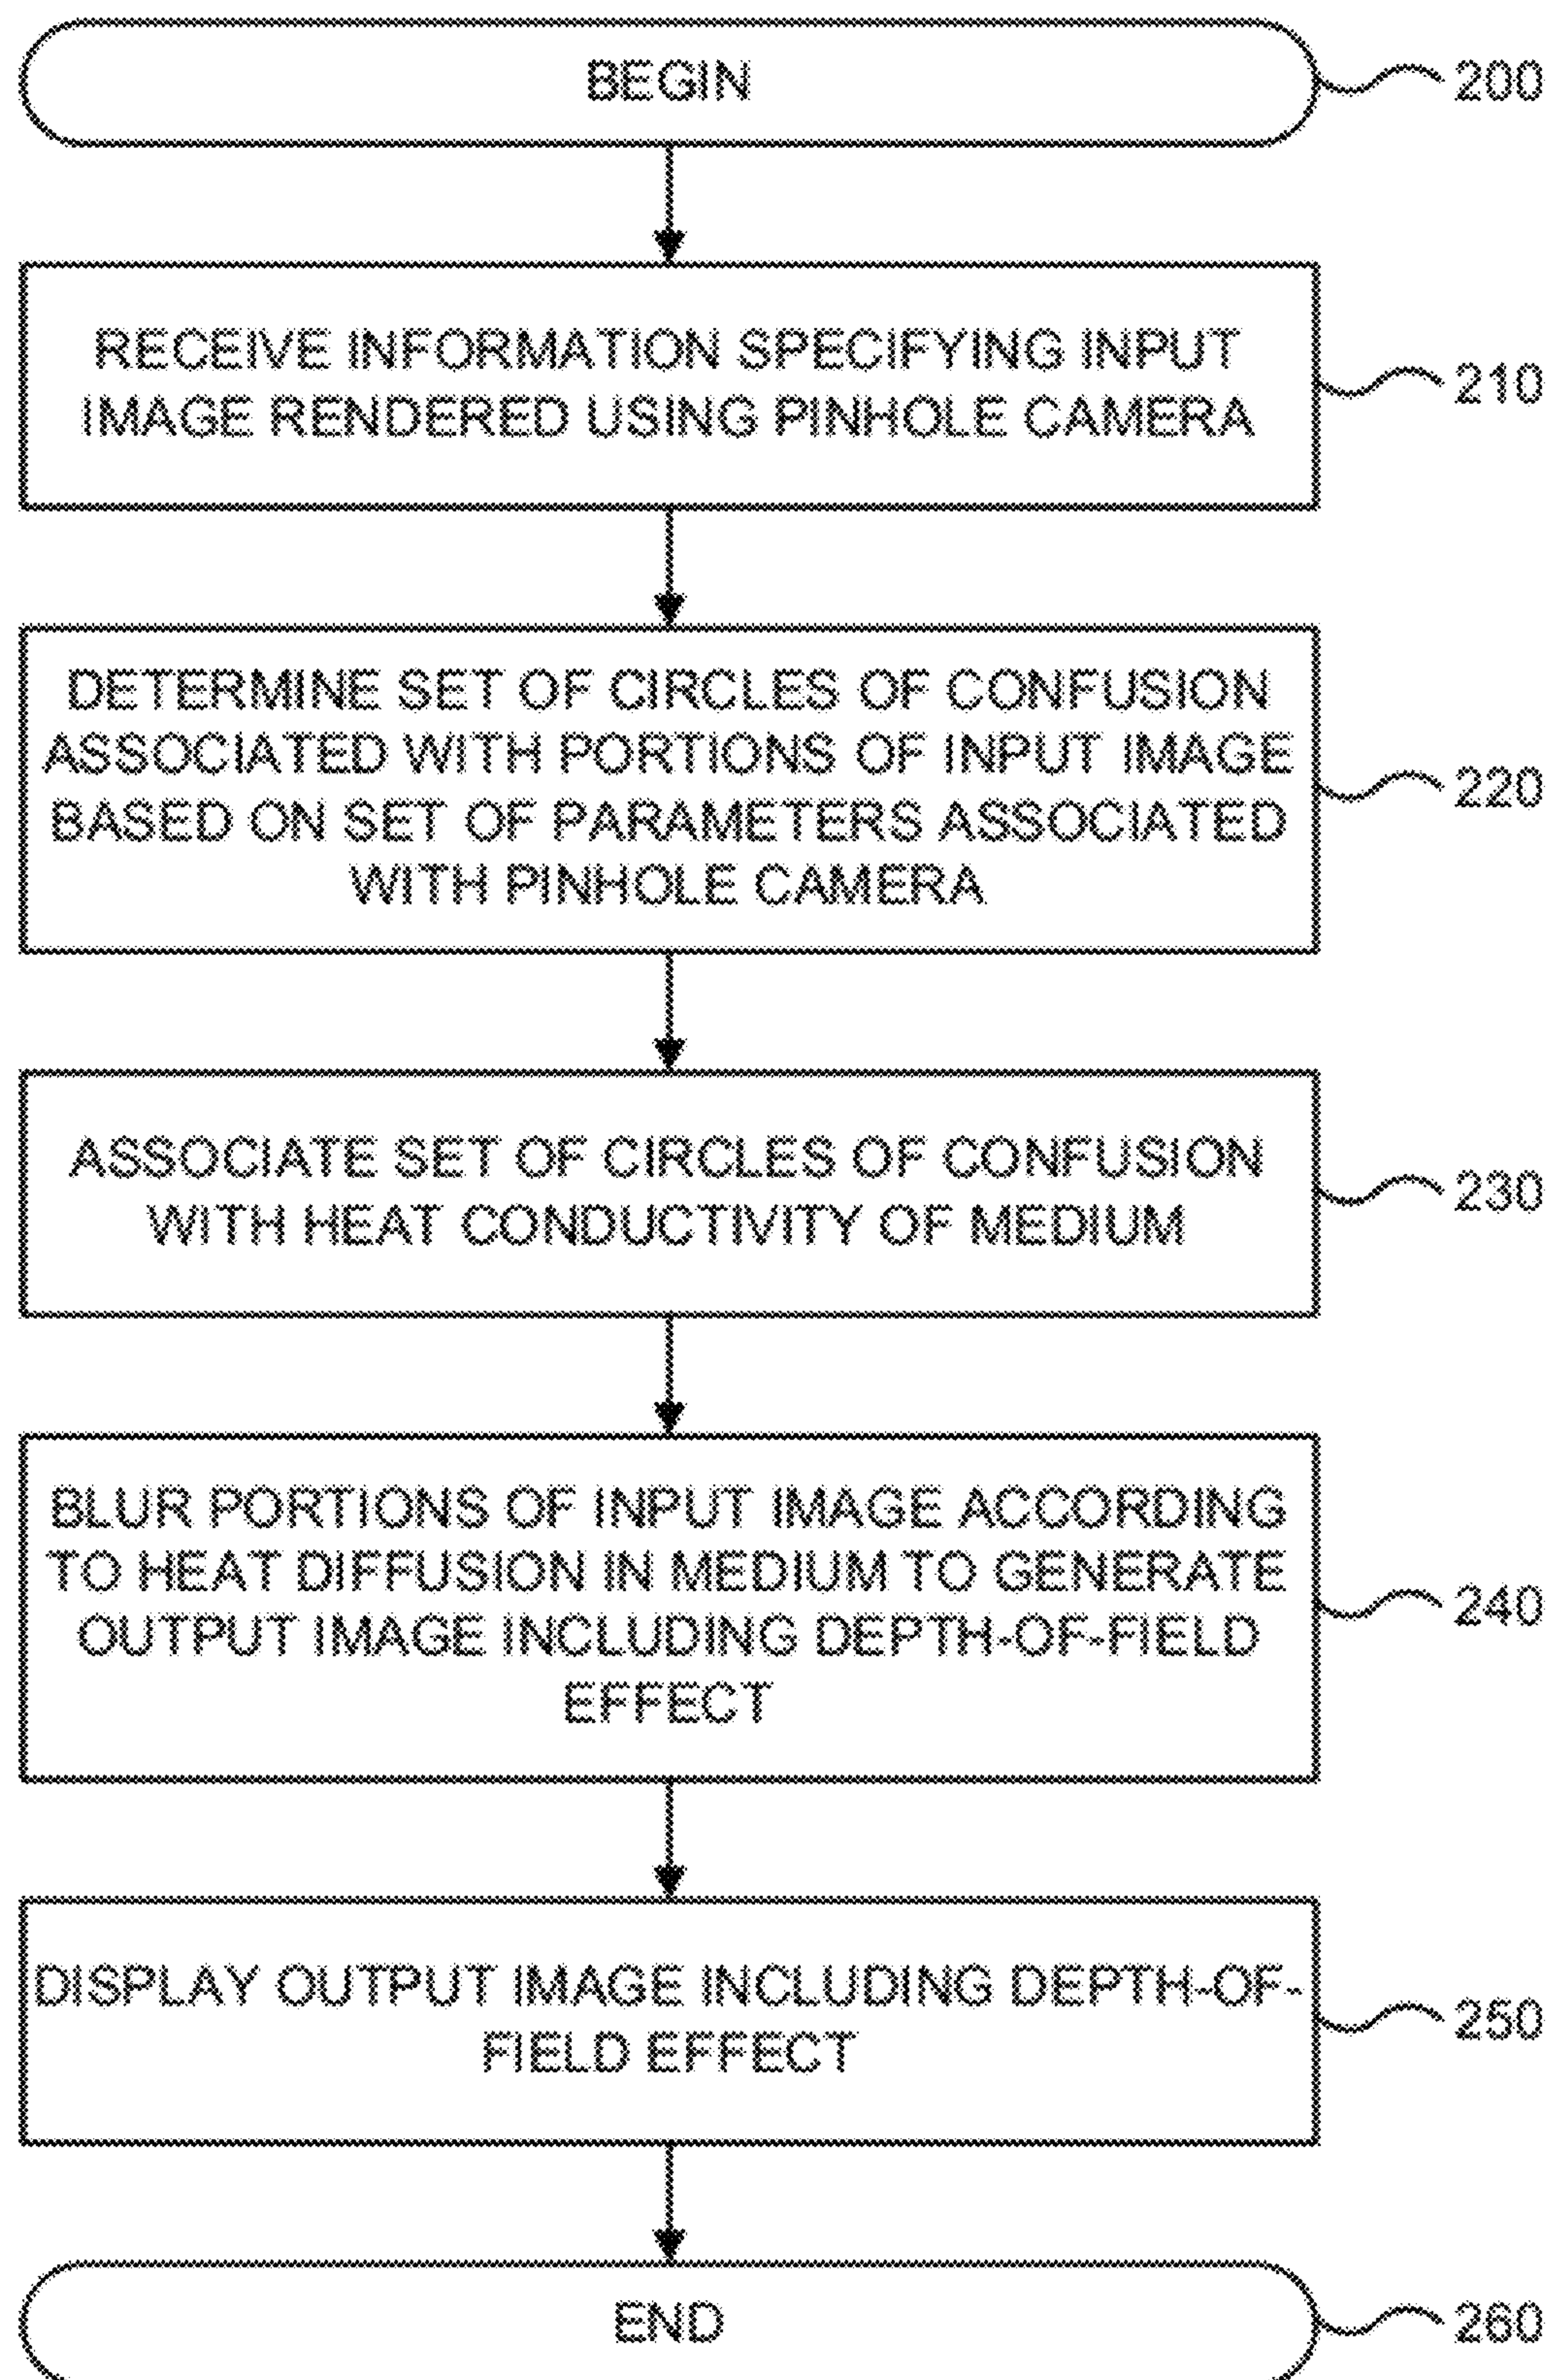 BEGIN
200
RECEIVE INFORMATION SPECIFYING INPUT
IMAGE RENDERED USING PINHOLE CAMERA
210
DETERMINE SET OF CIRCLES OF CONFUSION
ASSOCIATED WITH PORTIONS OF INPUT IMAGE
BASED ON SET OF PARAMETERS ASSOCIATED
WITH PINHOLE CAMERA
220
ASSOCIATE SET OF CIRCLES OF CONFUSION
WITH HEAT CONDUCTIVITY OF MEDIUM
230
BLUR PORTIONS OF INPUT IMAGE ACCORDING
TO HEAT DIFFUSION IN MEDIUM TO GENERATE
OUTPUT IMAGE INCLUDING DEPTH-OF-FIELD
EFFECT
240
DISPLAY OUTPUT IMAGE INCLUDING DEPTH-OF-
FIELD EFFECT
250
END
260